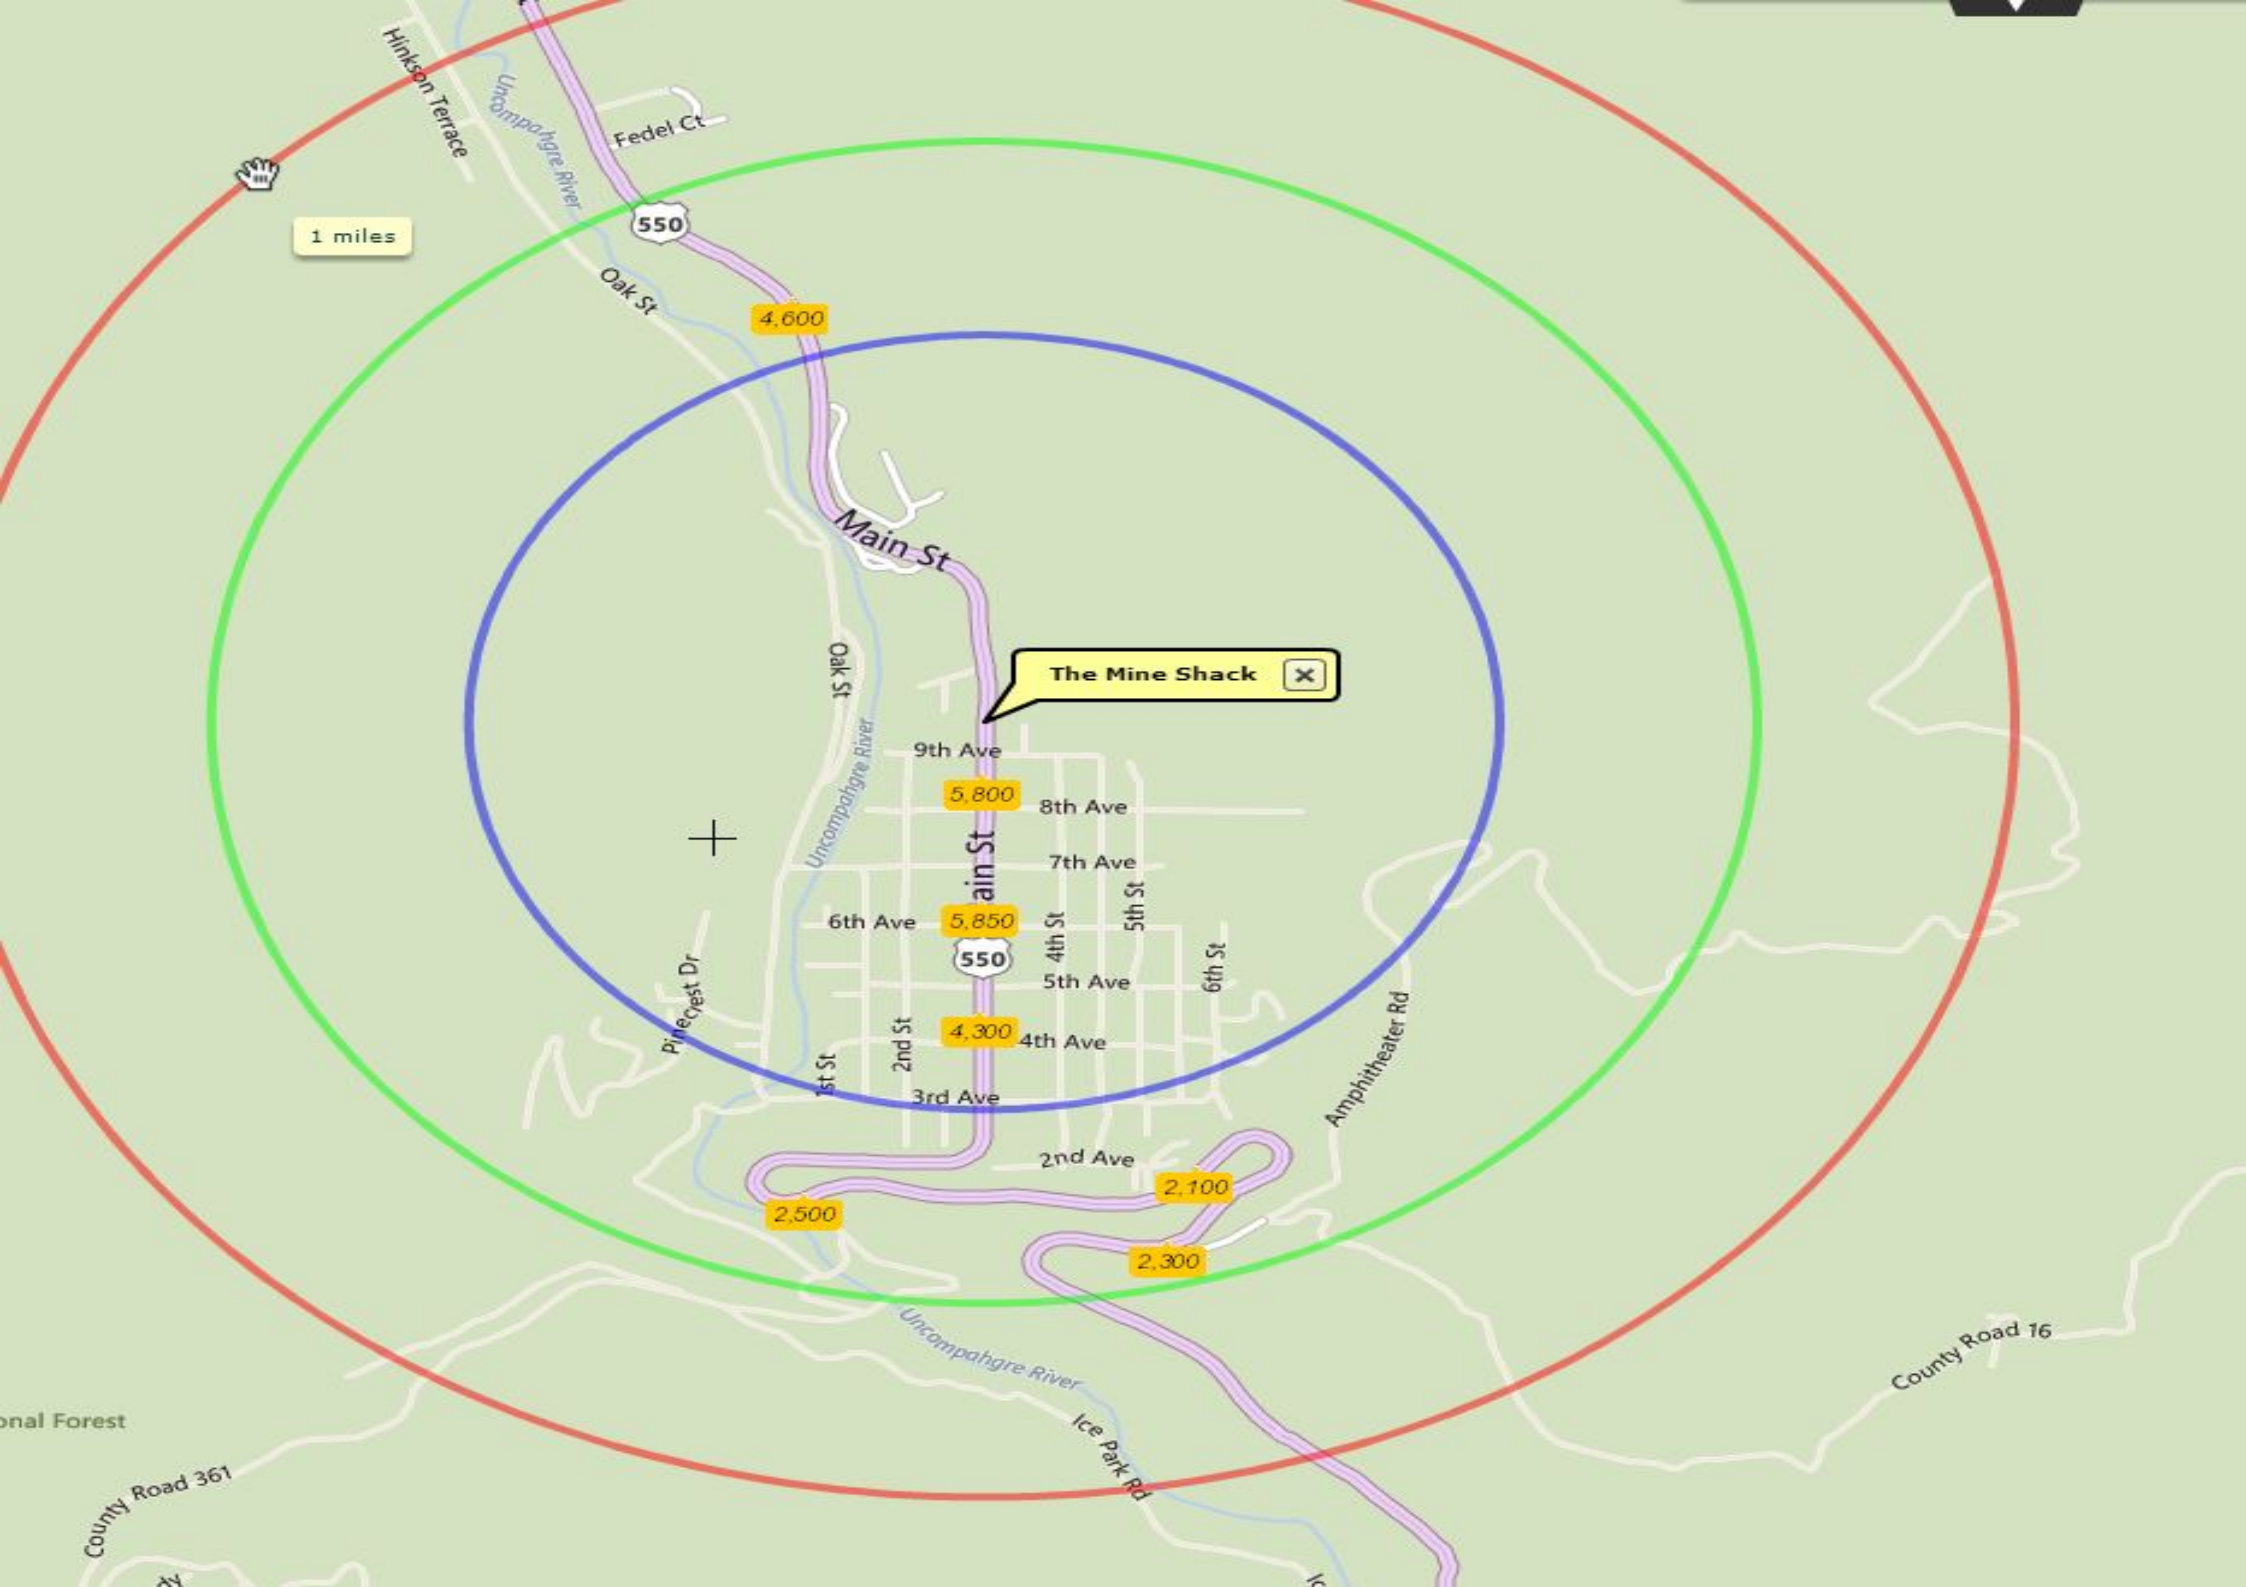 Hinkson Terrace
Uncompahgre River
Fedel Ct
1 miles
550
Oak St
4,600
Main St
Oak St
The Mine Shack
Uncompahgre River
9th Ave
5,800
8th Ave
ain St
7th Ave
5th St
6th Ave
5,850
4th St
550
6th St
5th Ave
Pinecrest Dr
2nd St
4,300
4th Ave
Amphitheater Rd
1st St
3rd Ave
2nd Ave
2,100
2,500
2,300
Uncompahgre River
County Road 16
onal Forest
Ice Park Rd
County Road 361
dy
Ic